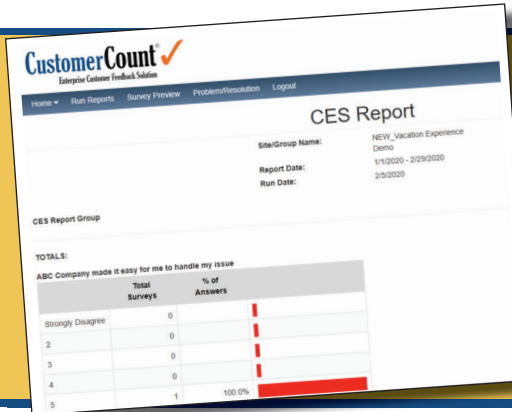 CustomerCount®
Enterprise Customer Feedback Solution
Home Run Reports Survey Preview Problem/Resolution Logout
CES Report
Site/Group Name: NEW_Vacation Experience
Demo
Report Date: 1/1/2020 - 2/29/2020
Run Date: 2/5/2020
CES Report Group
TOTALS:
ABC Company made it easy for me to handle my issue
Total
Surveys
% of
Answers
Strongly Disagree 0
2 0
3 0
4 0
5 1 100.0%